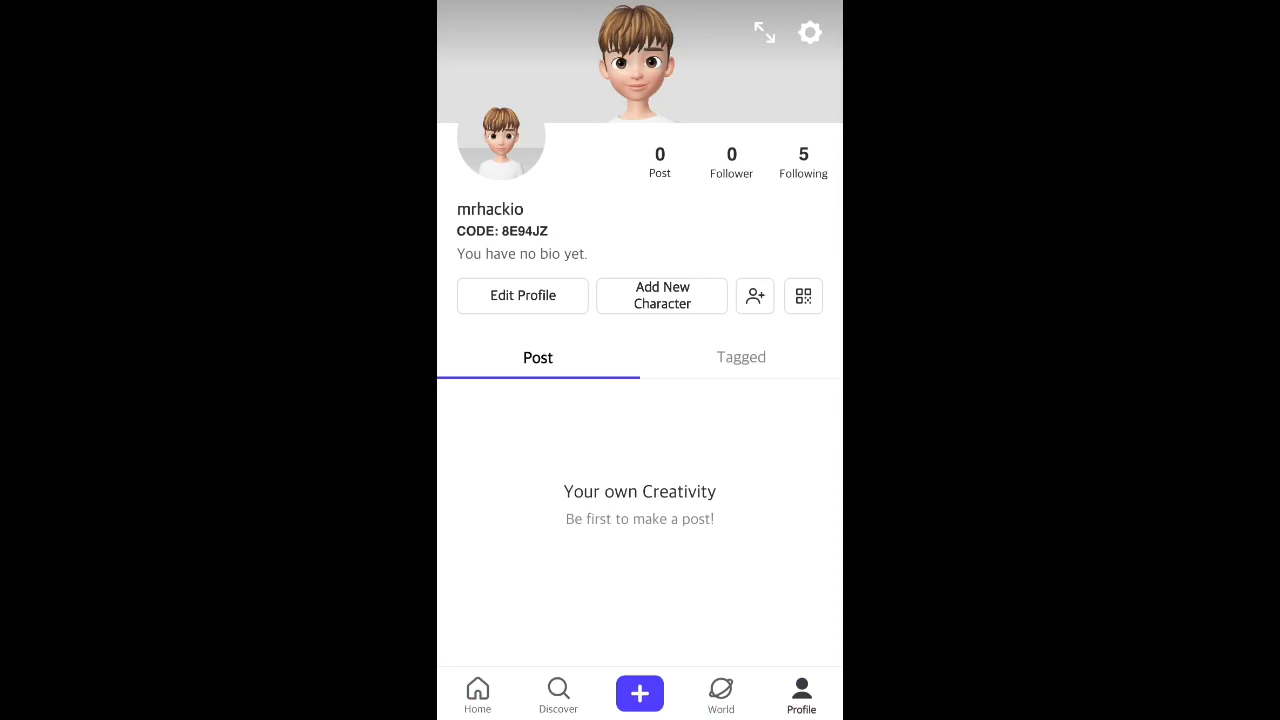 0 0 5
Post Follower Following
mrhackio
CODE: 8E94JZ
You have no bio yet.
Edit Profile
Add New
Character
Post Tagged
Your own Creativity
Be first to make a post!
Home Discover World Profile